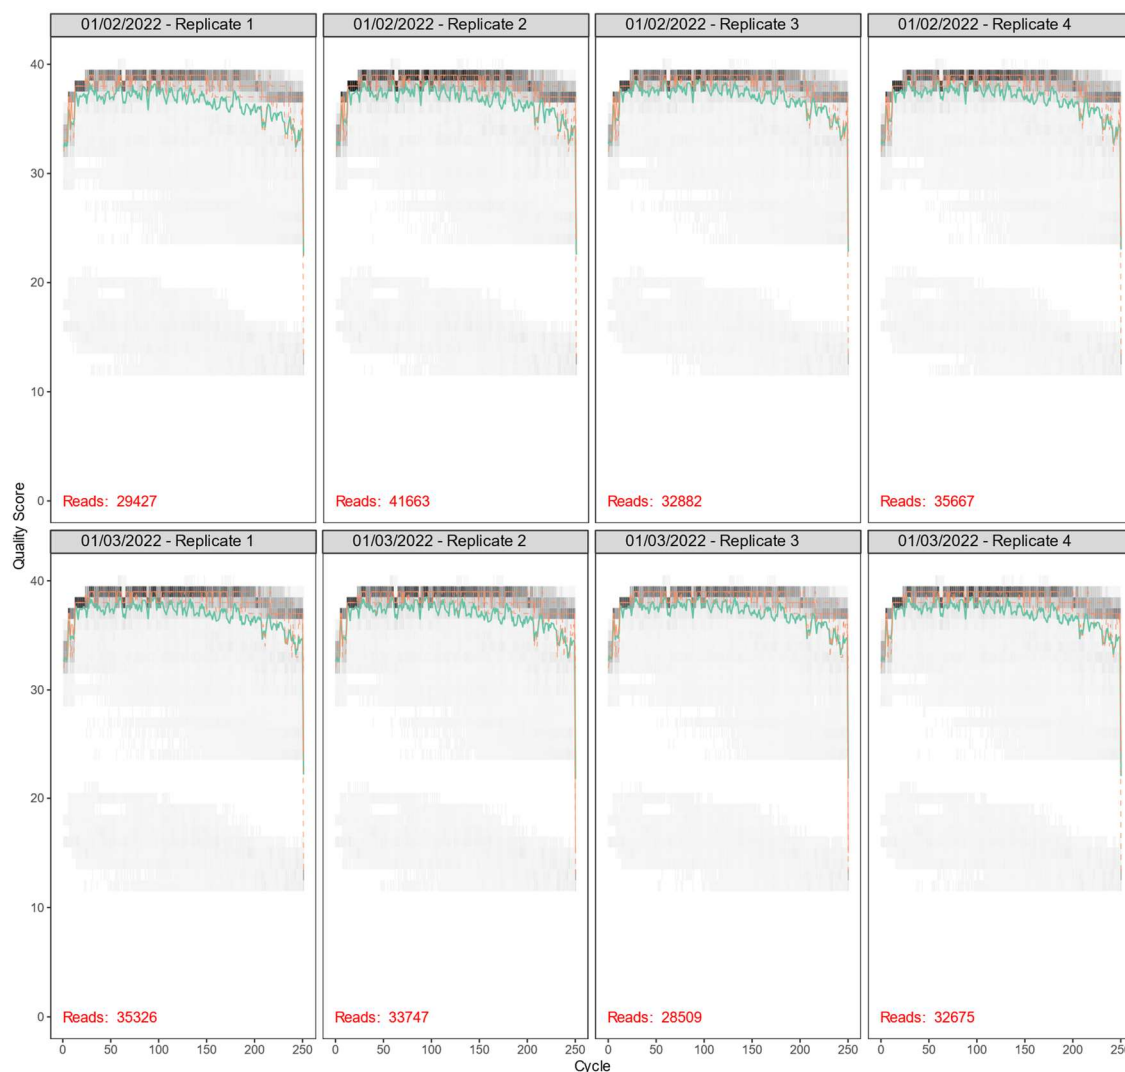 01/02/2022 - Replicate 1
01/02/2022 - Replicate 2
01/02/2022 - Replicate 3
01/02/2022 - Replicate 4
40
30
20
10
0
Reads: 29427
Reads: 41663
Reads: 32882
Reads: 35667
Quality Score
01/03/2022 - Replicate 1
01/03/2022 - Replicate 2
01/03/2022 - Replicate 3
01/03/2022 - Replicate 4
40
30
20
10
0
Reads: 35326
Reads: 33747
Reads: 28509
Reads: 32675
0 50 100 150 200 250
0 50 100 150 200 250
0 50 100 150 200 250
0 50 100 150 200 250
Cycle